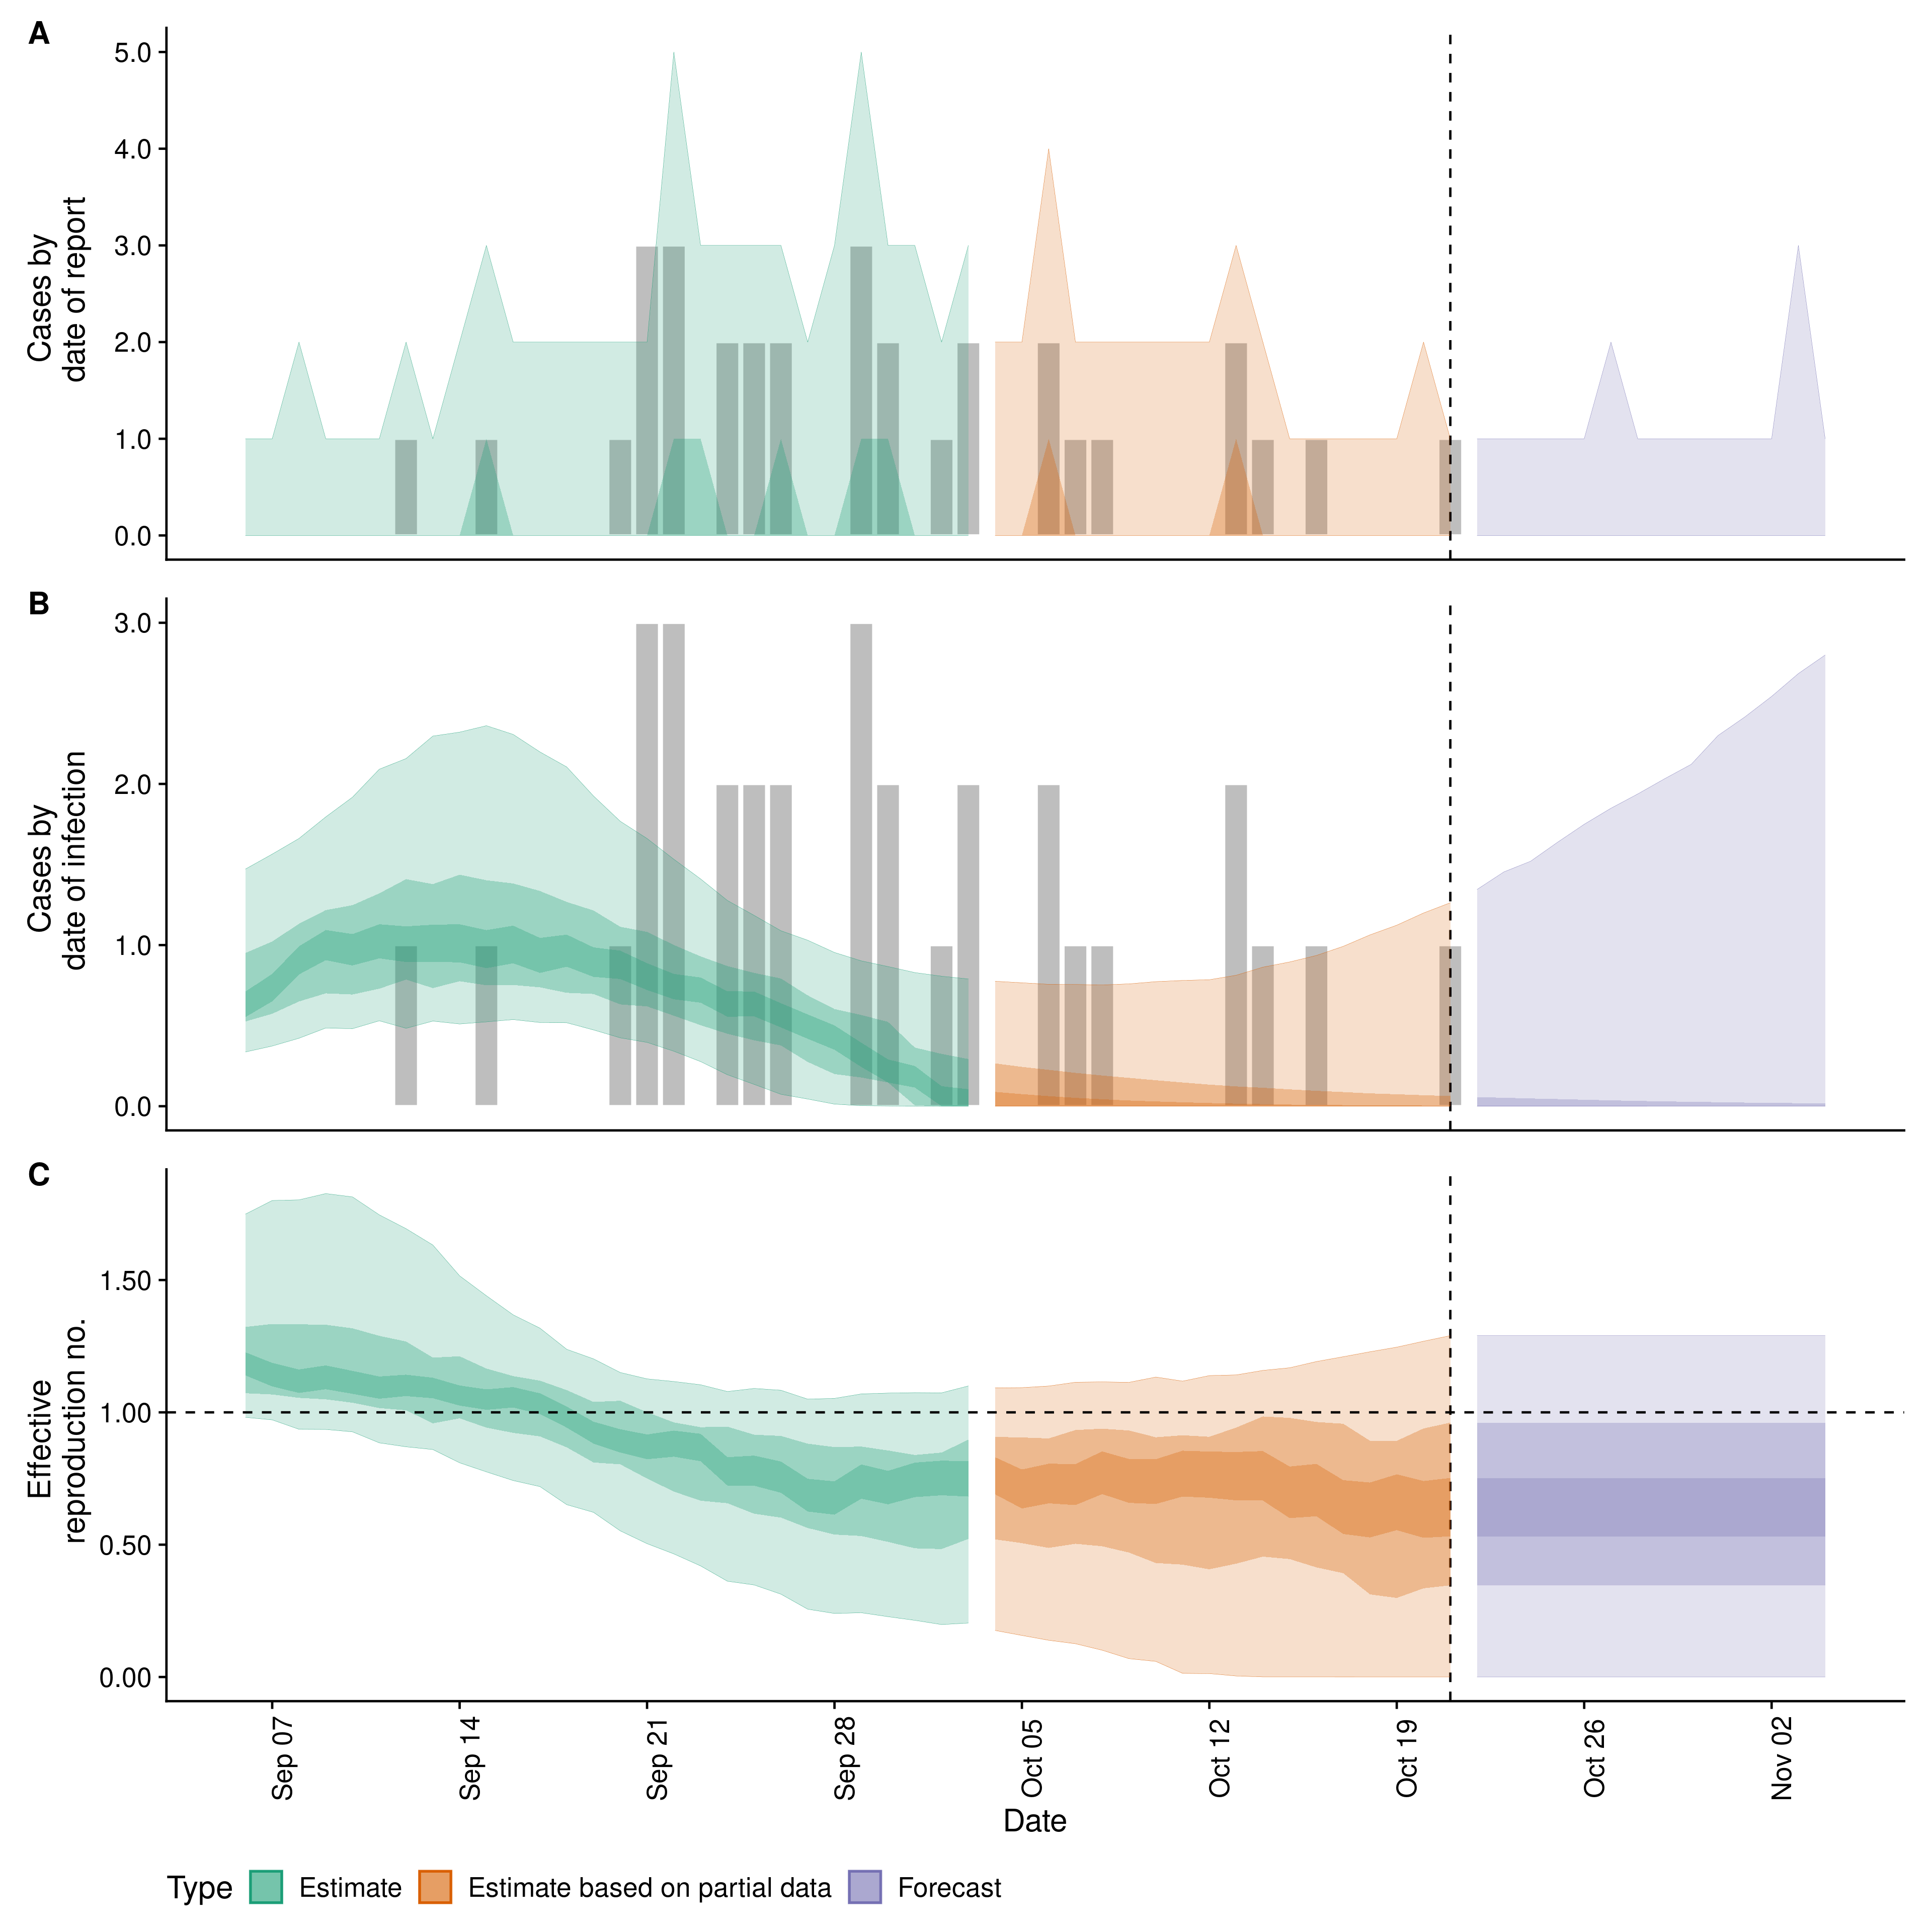 A
5.0
4.0
3.0
2.0
1.0
0.0
Cases by
date of report
B
3.0
2.0
1.0
0.0
Cases by
date of infection
C
1.50
1.00
0.50
0.00
Effective
reproduction no.
Sep 07
Sep 14
Sep 21
Sep 28
Oct 05
Oct 12
Oct 19
Oct 26
Nov 02
Date
Type Estimate Estimate based on partial data Forecast